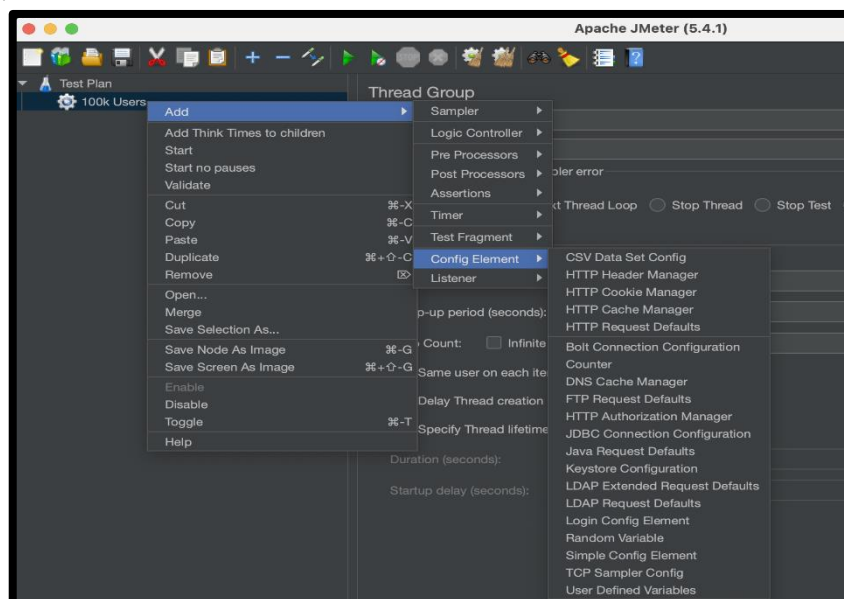 Apache JMeter (5.4.1)
Test Plan
100k Users
Thread Group
Add
Add Think Times to children
Start
Start no pauses
Validate
Cut ⌘-X
Copy ⌘-C
Paste ⌘-V
Duplicate ⌘+⇧-C
Remove ⌦
Open...
Merge
Save Selection As...
Save Node As Image ⌘-G
Save Screen As Image ⌘+⇧-G
Enable
Disable
Toggle ⌘-T
Help
Sampler
Logic Controller
Pre Processors
Post Processors
Assertions
Timer
Test Fragment
Config Element
Listener
pler error
xt Thread Loop Stop Thread Stop Test
p-up period (seconds):
Count: Infinite
Same user on each ite
Delay Thread creation
Specify Thread lifetime
Duration (seconds):
Startup delay (seconds):
CSV Data Set Config
HTTP Header Manager
HTTP Cookie Manager
HTTP Cache Manager
HTTP Request Defaults
Bolt Connection Configuration
Counter
DNS Cache Manager
FTP Request Defaults
HTTP Authorization Manager
JDBC Connection Configuration
Java Request Defaults
Keystore Configuration
LDAP Extended Request Defaults
LDAP Request Defaults
Login Config Element
Random Variable
Simple Config Element
TCP Sampler Config
User Defined Variables